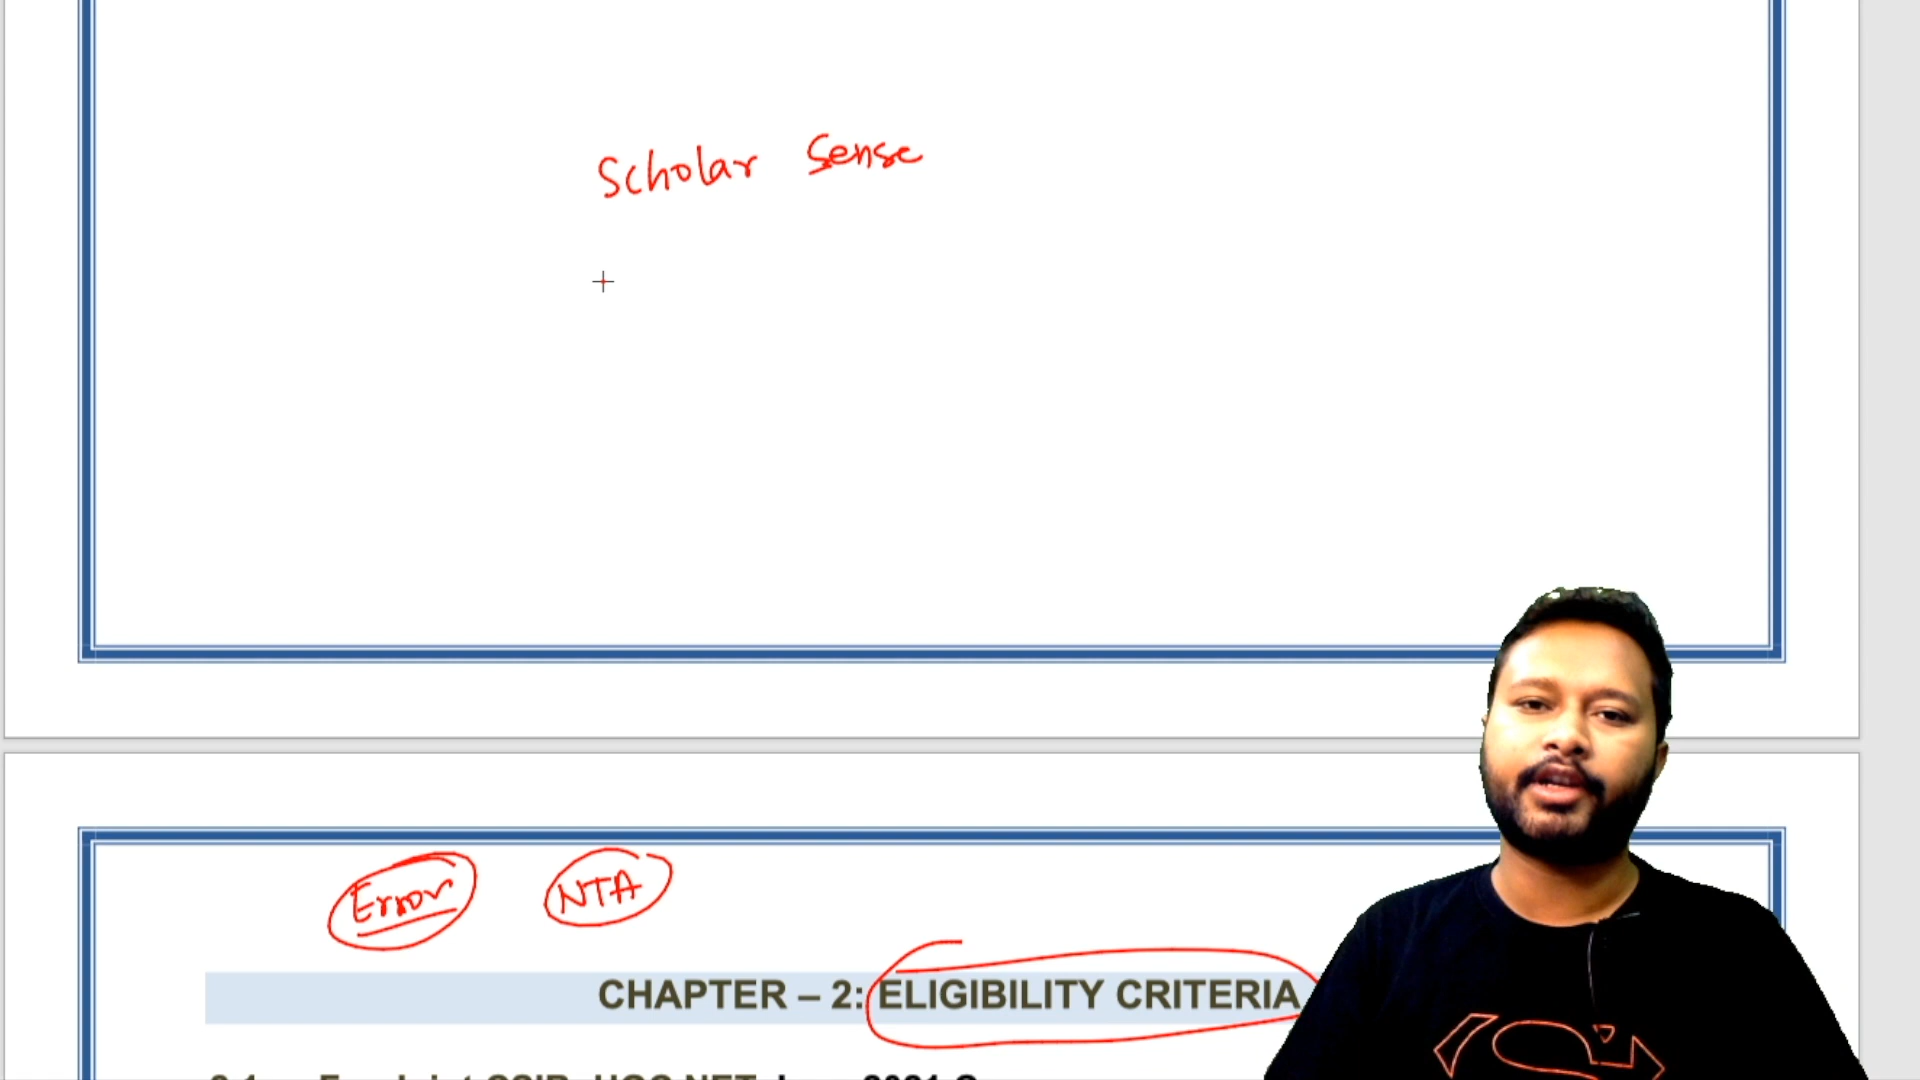 Scholar Sense
Error NTA
CHAPTER – 2: ELIGIBILITY CRITERIA